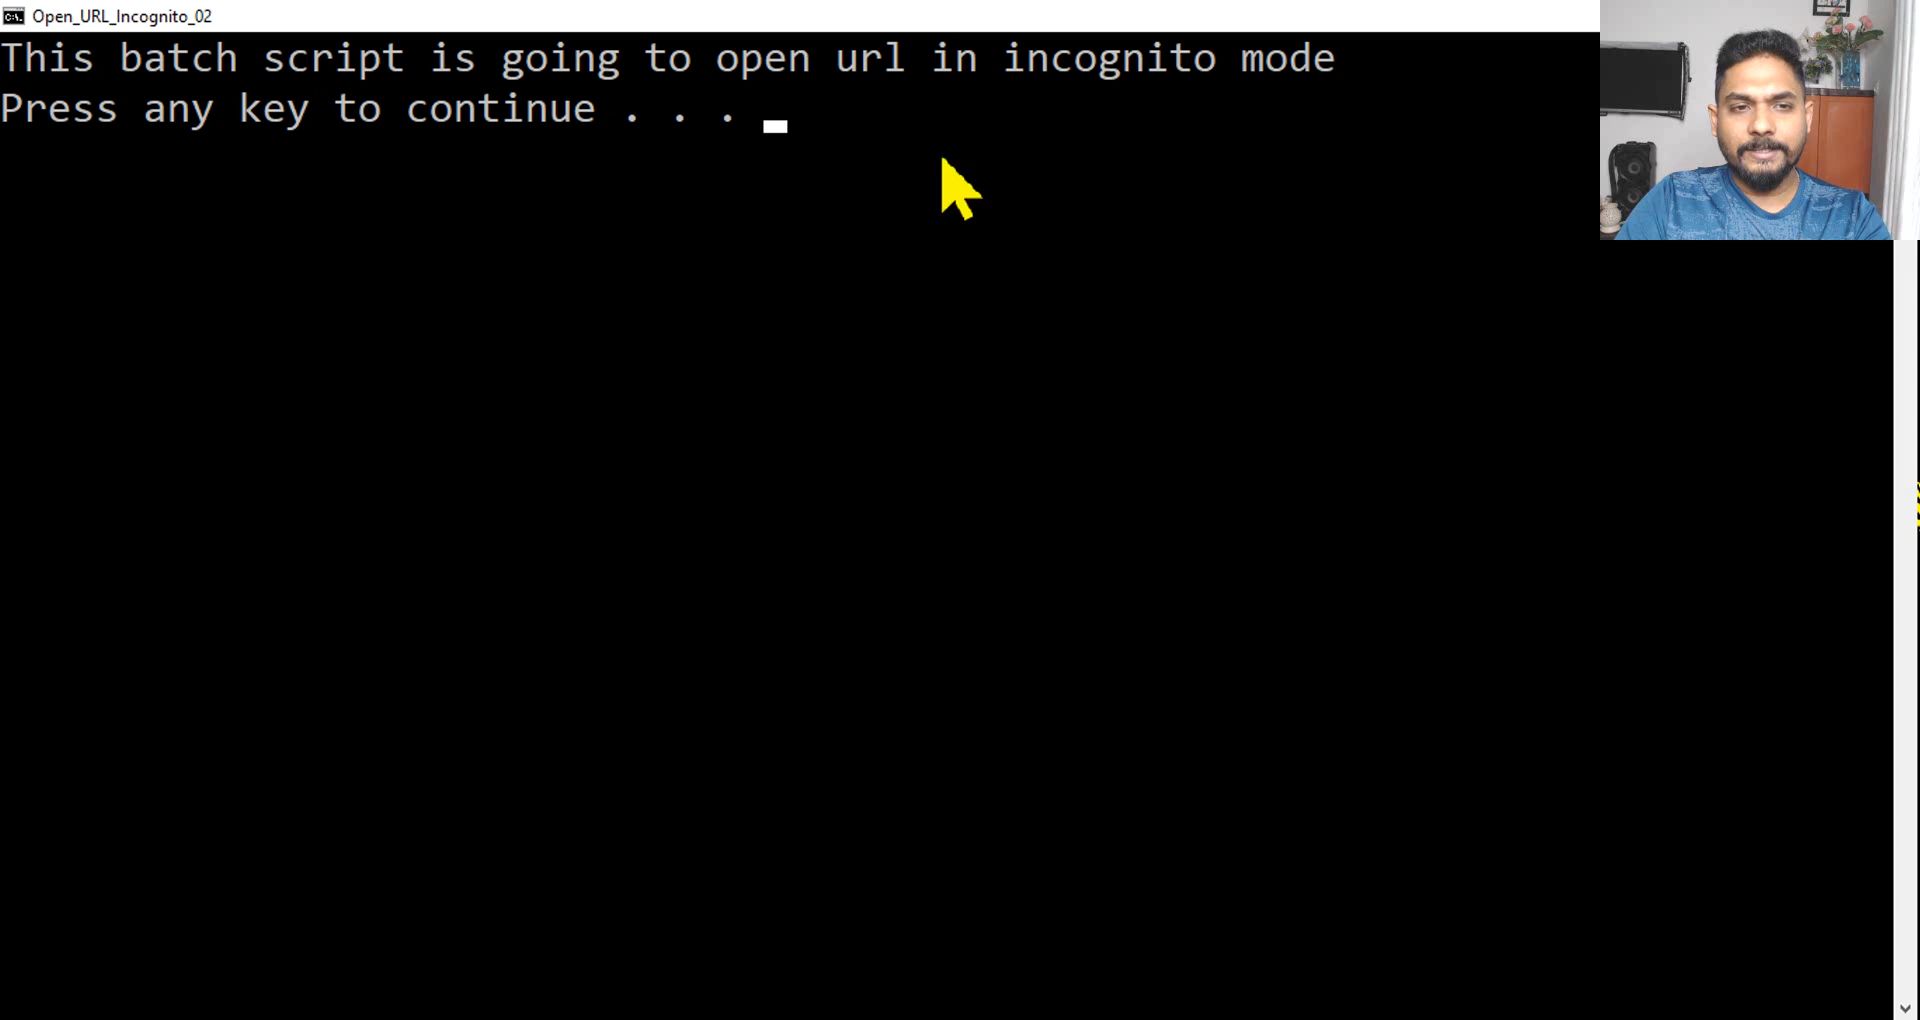 Open_URL_Incognito_02
This batch script is going to open url in incognito mode
Press any key to continue . . .